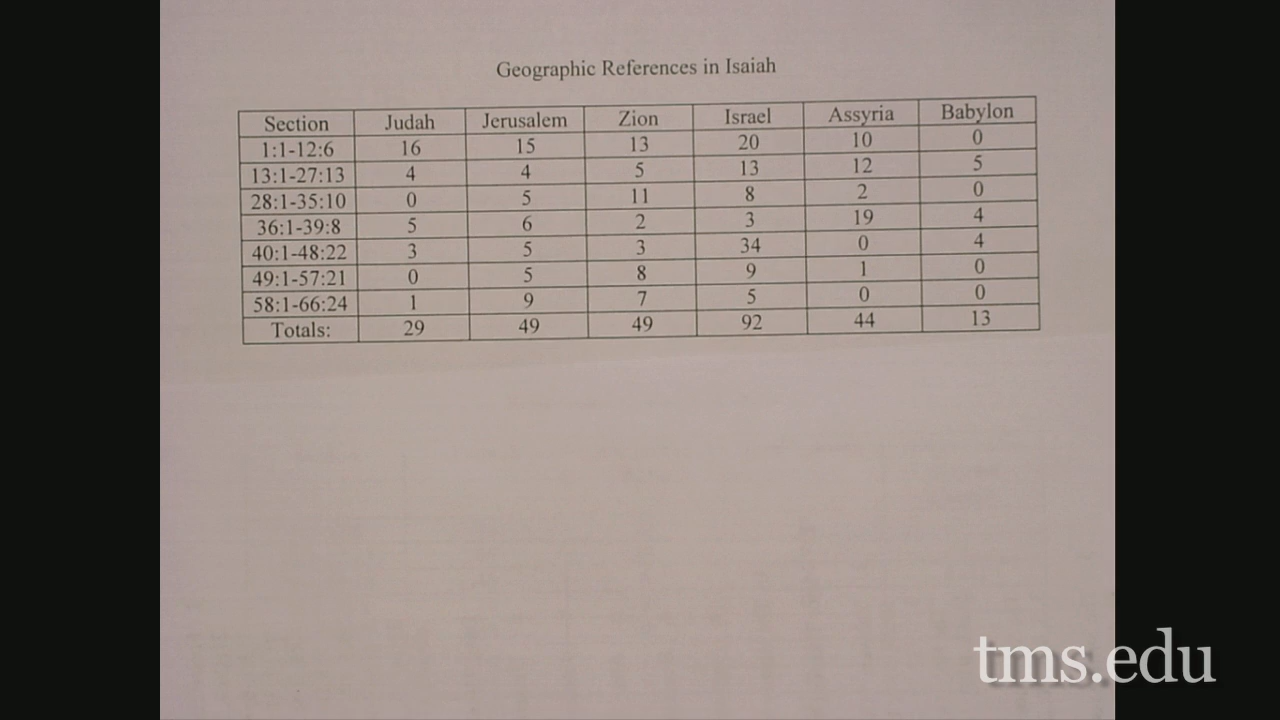 Geographic References in Isaiah
Section Judah Jerusalem Zion Israel Assyria Babylon
1:1-12:6 16 15 13 20 10 0
13:1-27:13 4 4 5 13 12 5
28:1-35:10 0 5 11 8 2 0
36:1-39:8 5 6 2 3 19 4
40:1-48:22 3 5 3 34 0 4
49:1-57:21 0 5 8 9 1 0
58:1-66:24 1 9 7 5 0 0
Totals: 29 49 49 92 44 13
tms.edu